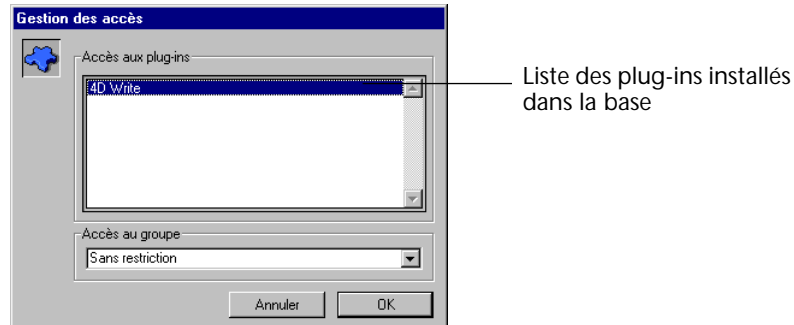 Gestion des accès
Accès aux plug-ins
4D Write
Liste des plug-ins installés
dans la base
Accès au groupe
Sans restriction
Annuler
OK